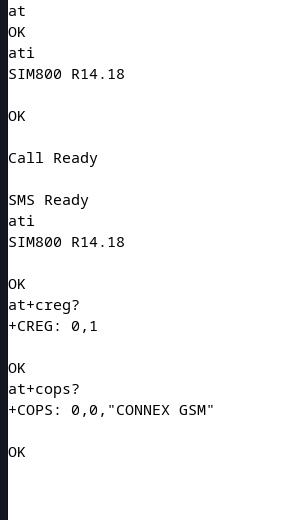 at
OK
ati
SIM800 R14.18
OK
Call Ready
SMS Ready
ati
SIM800 R14.18
OK
at+creg?
+CREG: 0,1
OK
at+cops?
+COPS: 0,0,"CONNEX GSM"
OK